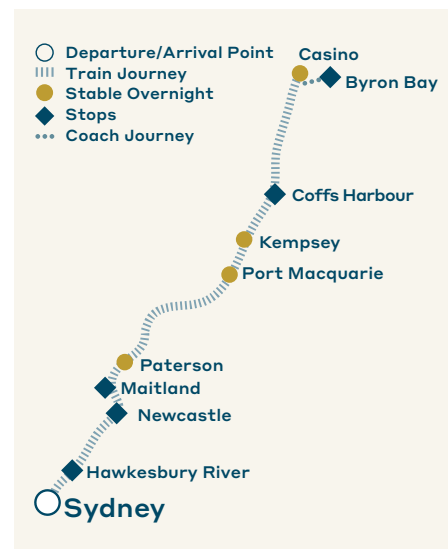 Departure/Arrival Point
Train Journey
Stable Overnight
Stops
Coach Journey
Casino
Byron Bay
Coffs Harbour
Kempsey
Port Macquarie
Paterson
Maitland
Newcastle
Hawkesbury River
Sydney